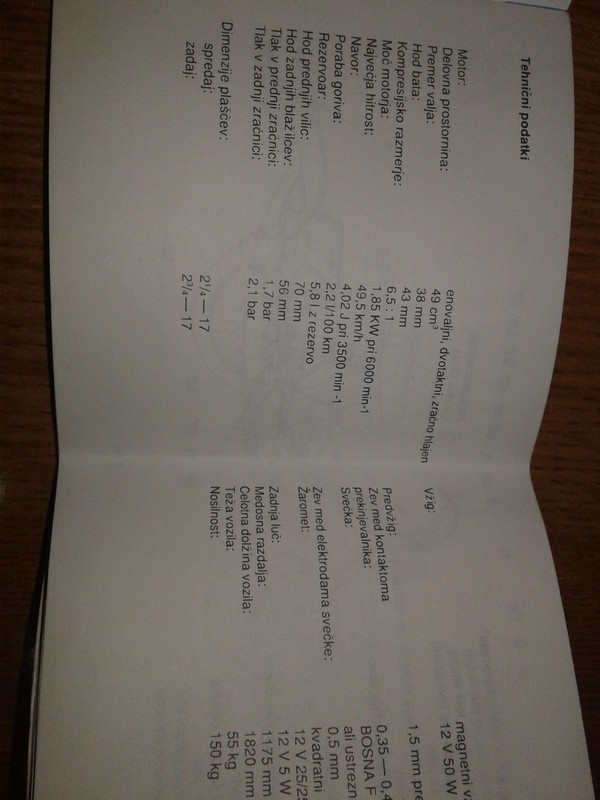 Tehnični podatki
Motor: enovaljni, dvotaktni, zračno hlajen
Delovna prostornina: 49 cm³
Premer valja: 38 mm
Hod bata: 43 mm
Kompresijsko razmerje: 6,5 : 1
Moč motorja: 1,85 KW pri 6000 min-1
Največja hitrost: 49,5 km/h
Navor: 4,02 J pri 3500 min -1
Poraba goriva: 2,2 l/100 km
Rezervoar: 5,8 l z rezervo
Hod prednjih vilic: 70 mm
Hod zadnjih blažilcev: 56 mm
Tlak v prednji zračnici: 1,7 bar
Tlak v zadnji zračnici: 2,1 bar
Dimenzije plaščev:
spredaj: 2¹/₄ — 17
zadaj: 2³/₄ — 17
Vžig: magnetni
12 V 50 W
Predvžig: 1,5 mm
Zev med kontaktoma
prekinjevalnika: 0,35 —
Svečka: BOSNA F
ali
Zev med elektrodama svečke: 0,5 mm
Žaromet: kvadratni
12 V
Zadnja luč: 12 V 5 W
Medosna razdalja: 1175 mm
Celotna dolžina vozila: 1820 mm
Teža vozila: 55 kg
Nosilnost: 150 kg